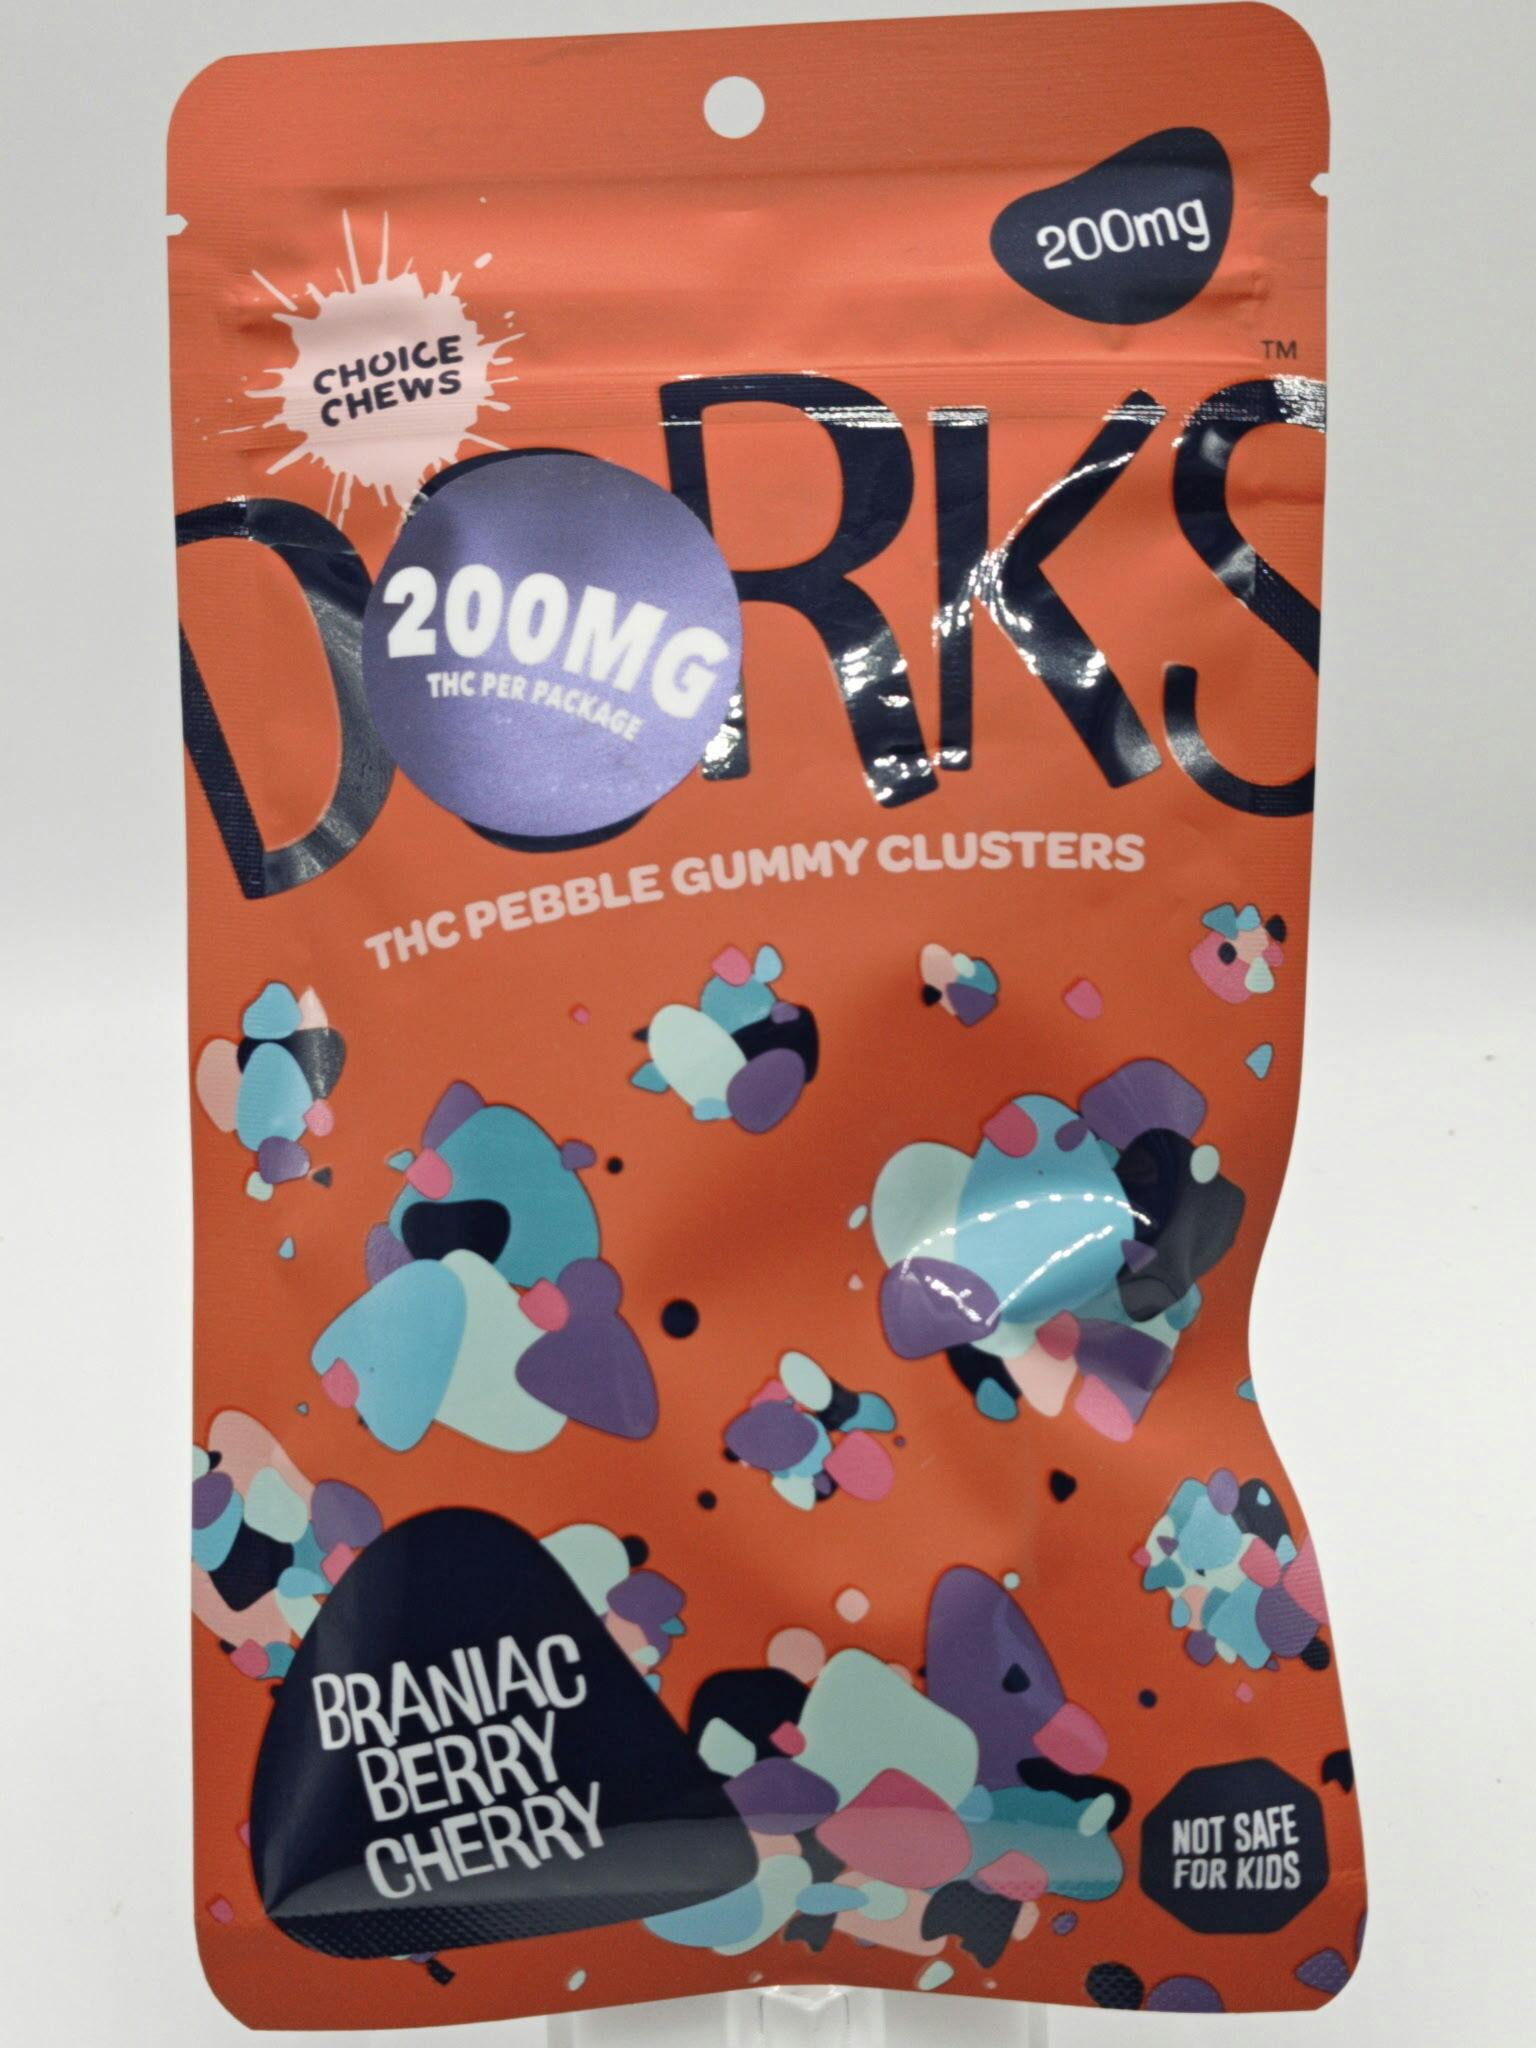 200mg
CHOICE
CHEWS
TM
DORKS
200MG
THC PER PACKAGE
THC PEBBLE GUMMY CLUSTERS
BRANIAC
BERRY
CHERRY
NOT SAFE
FOR KIDS